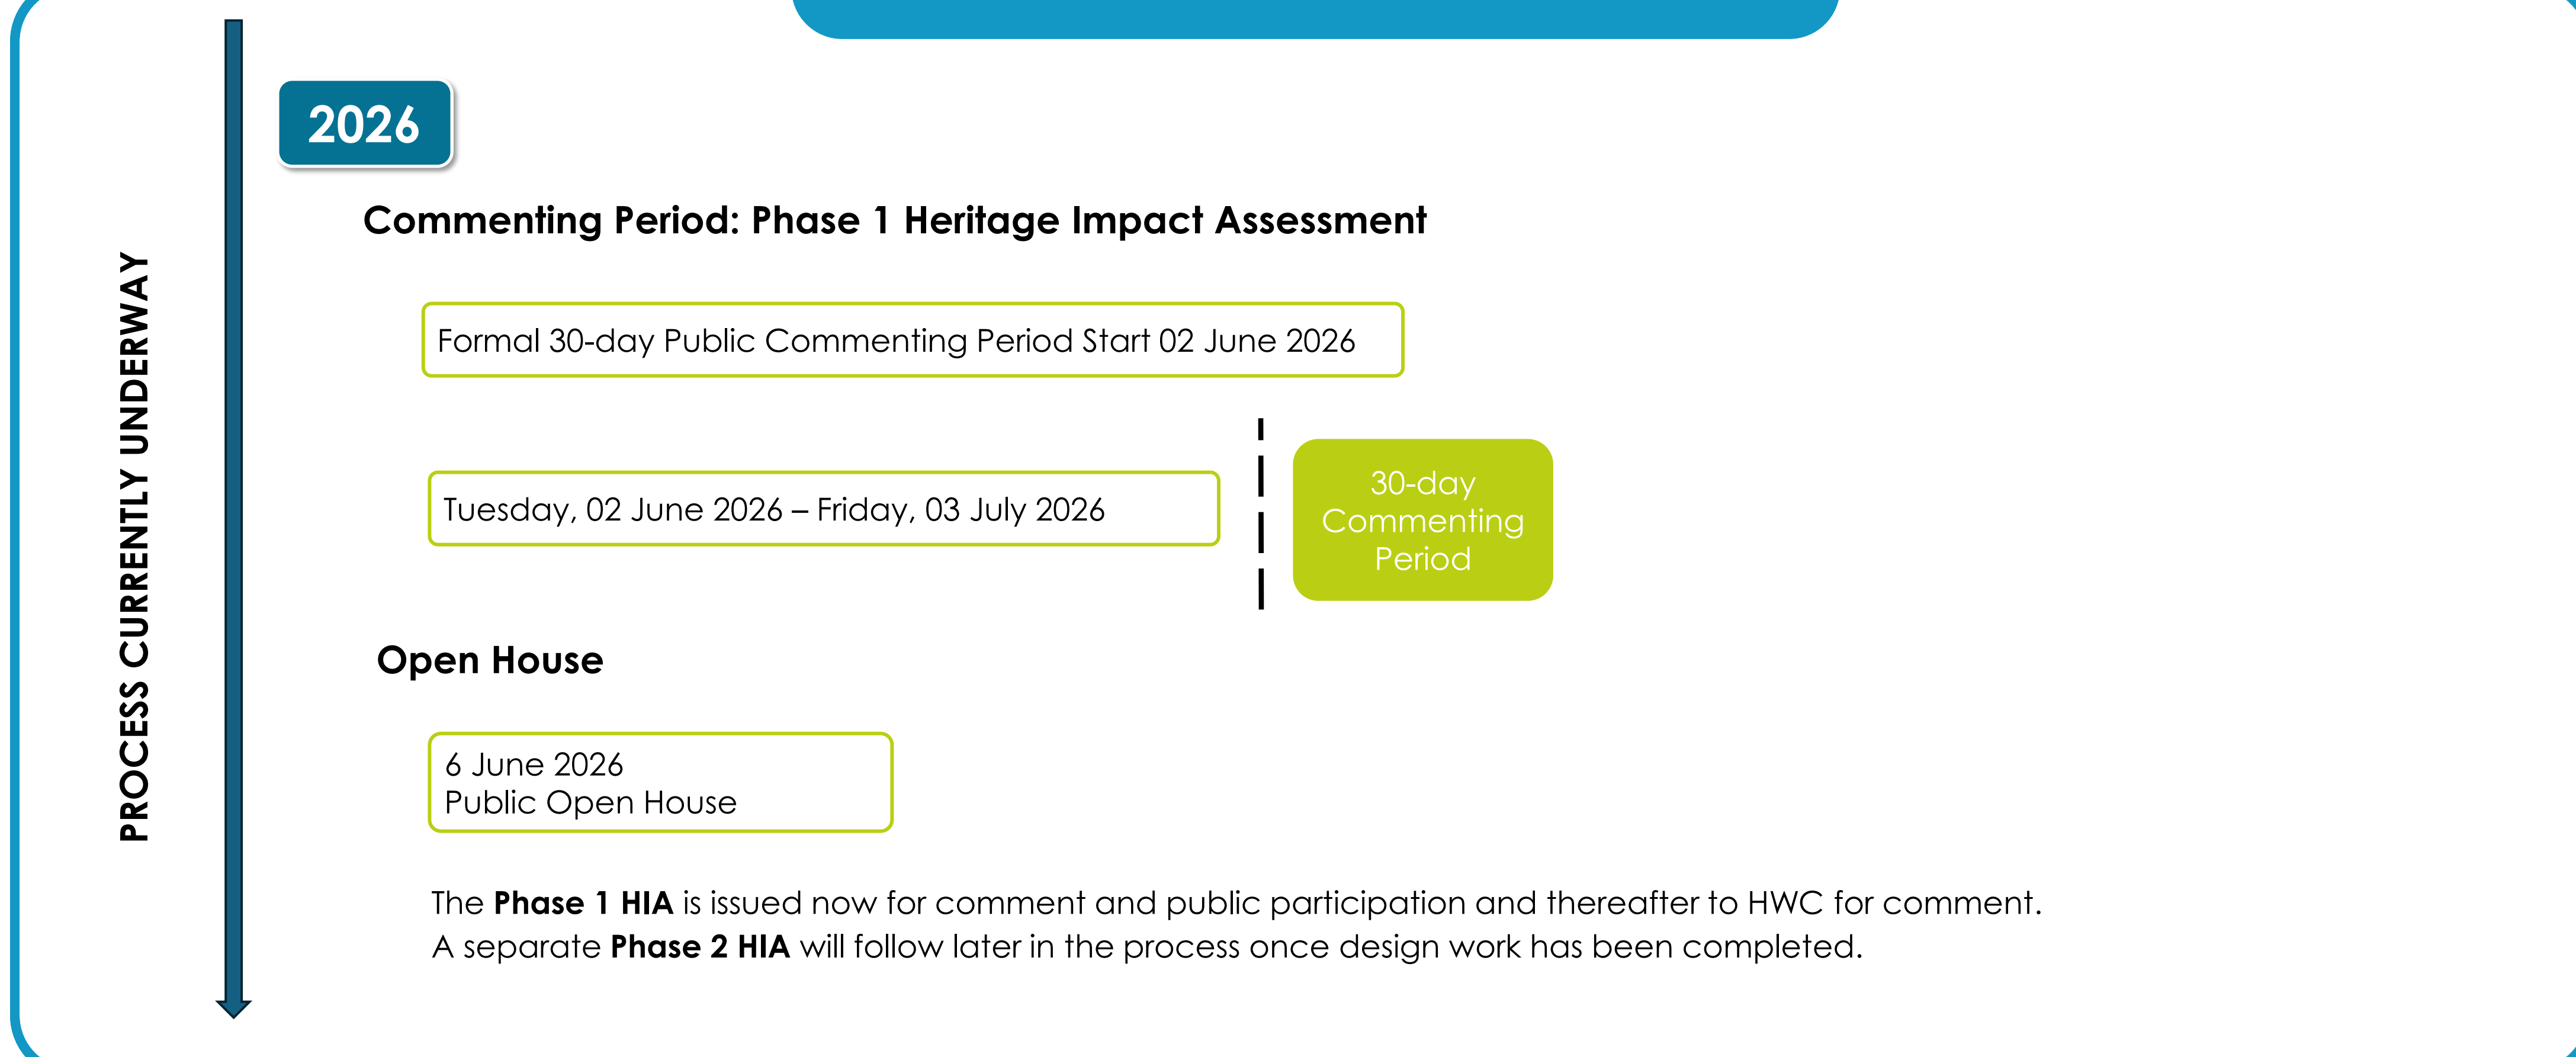 2026
Commenting Period: Phase 1 Heritage Impact Assessment
Formal 30-day Public Commenting Period Start 02 June 2026
Tuesday, 02 June 2026 – Friday, 03 July 2026
30-day
Commenting
Period
PROCESS CURRENTLY UNDERWAY
Open House
6 June 2026
Public Open House
The Phase 1 HIA is issued now for comment and public participation and thereafter to HWC for comment.
A separate Phase 2 HIA will follow later in the process once design work has been completed.